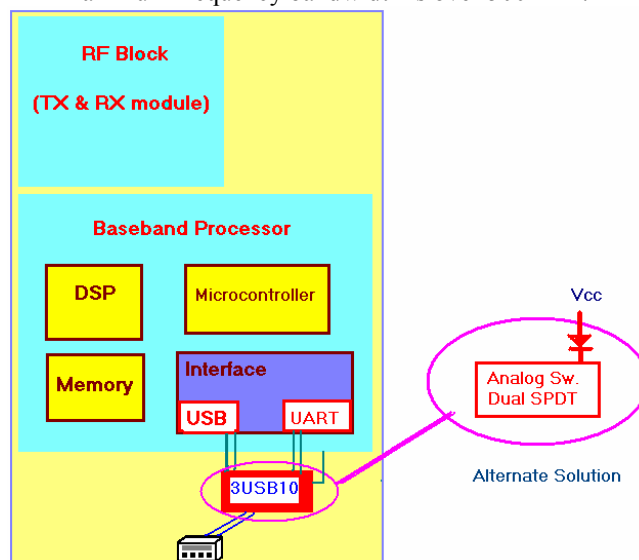 RF Block
(TX & RX module)
Baseband Processor
DSP
Microcontroller
Memory
Interface
USB
UART
3USB10
Vcc
Analog Sw.
Dual SPDT
Alternate Solution